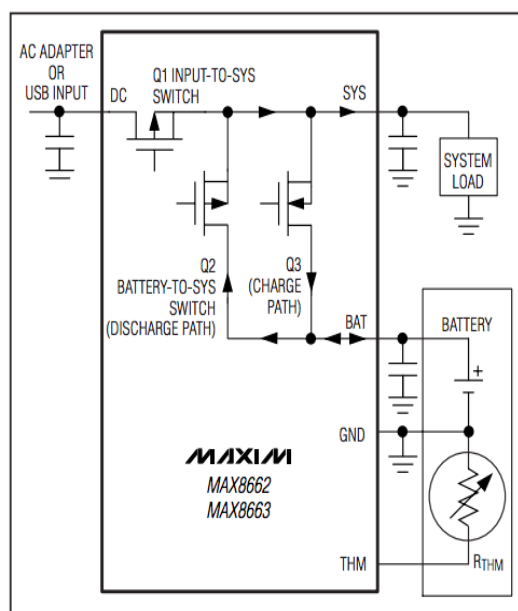 AC ADAPTER
OR
USB INPUT
DC
Q1 INPUT-TO-SYS
SWITCH
SYS
SYSTEM
LOAD
Q2
BATTERY-TO-SYS
SWITCH
(DISCHARGE PATH)
Q3
(CHARGE
PATH)
BAT
BATTERY
+
GND
MAXIM
MAX8662
MAX8663
THM
RTHM